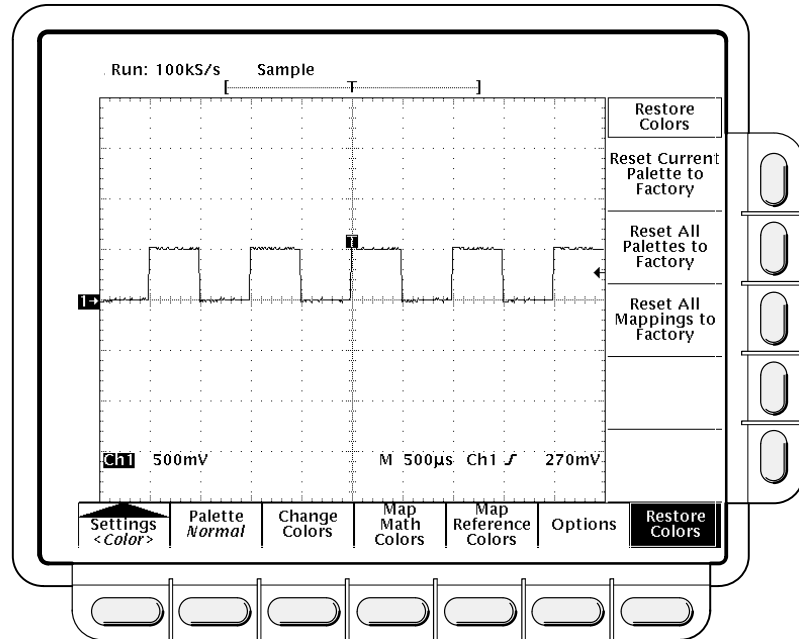 Run: 100kS/s Sample
[ T ]
Restore
Colors
Reset Current
Palette to
Factory
Reset All
Palettes to
Factory
T
Reset All
Mappings to
Factory
1→
Ch1 500mV M 500µs Ch1 ƒ 270mV
Settings
<Color>
Palette
Normal
Change
Colors
Map
Math
Colors
Map
Reference
Colors
Options
Restore
Colors